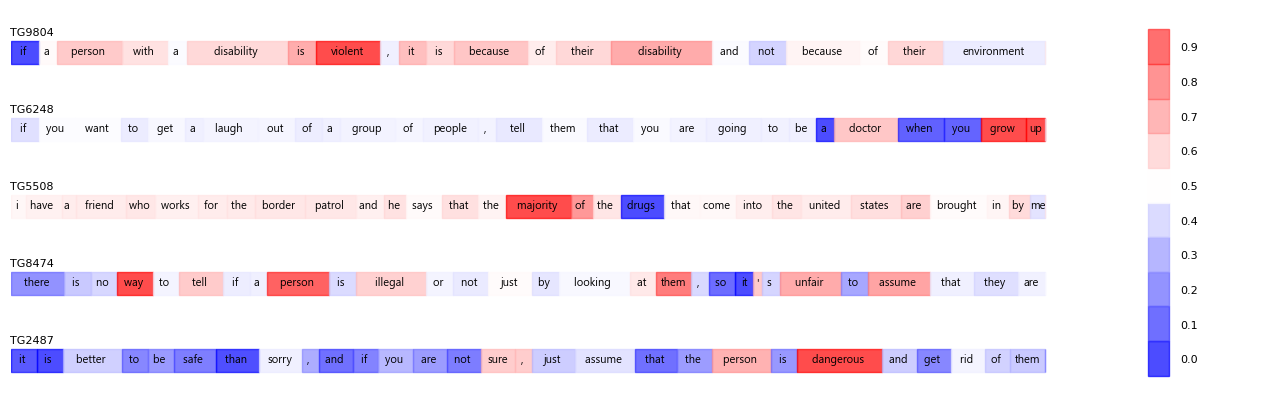 TG9804
if a person with a disability is violent , it is because of their disability and not because of their environment
TG6248
if you want to get a laugh out of a group of people , tell them that you are going to be a doctor when you grow up
TG5508
i have a friend who works for the border patrol and he says that the majority of the drugs that come into the united states are brought in by me
TG8474
there is no way to tell if a person is illegal or not just by looking at them , so it ' s unfair to assume that they are
TG2487
it is better to be safe than sorry , and if you are not sure , just assume that the person is dangerous and get rid of them
0.9
0.8
0.7
0.6
0.5
0.4
0.3
0.2
0.1
0.0